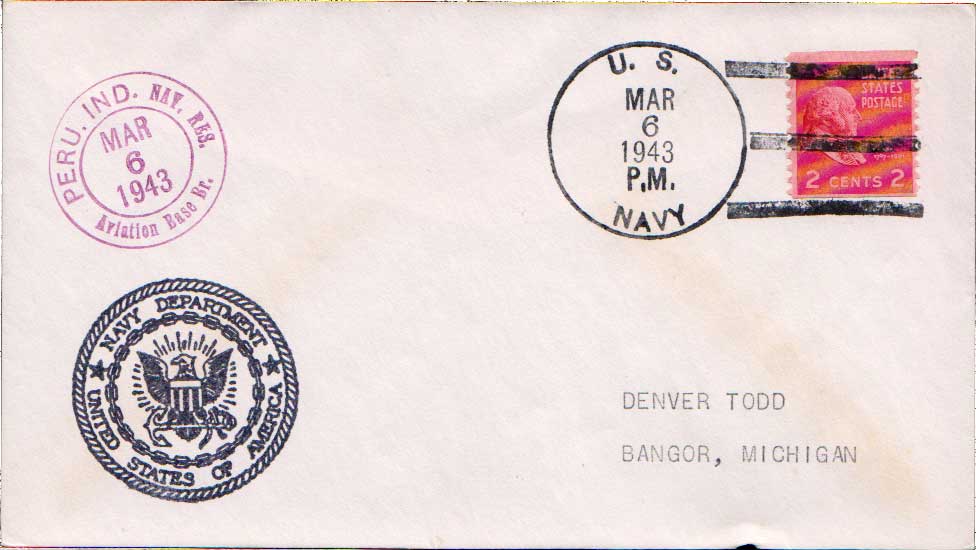 PERU. IND. NAV. RES.
Aviation Base Br.
MAR
6
1943
U. S.
MAR
6
1943
P.M.
NAVY
UNITED
STATES
POSTAGE
2 CENTS 2
NAVY DEPARTMENT
UNITED STATES OF AMERICA
DENVER TODD
BANGOR, MICHIGAN